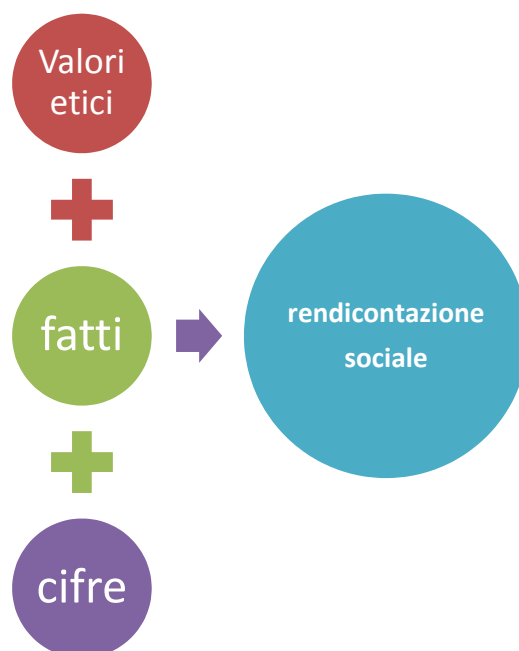 Valori
etici
fatti
rendicontazione
sociale
cifre